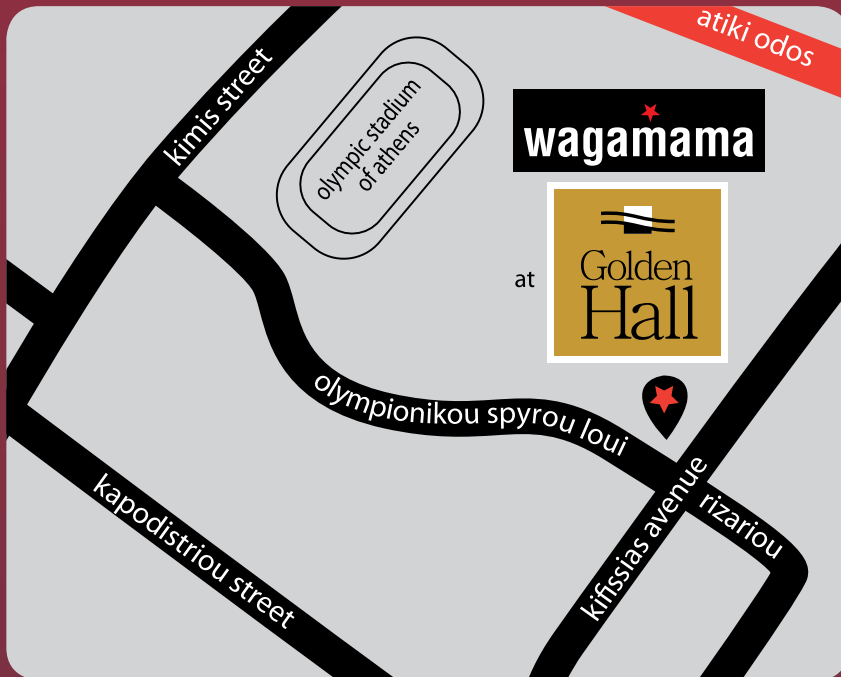 atiki odos
kimis street
olympic stadium
of athens
wagamama
at
Golden
Hall
olympionikou spyrou loui
kifissias avenue
rizariou
kapodistriou street